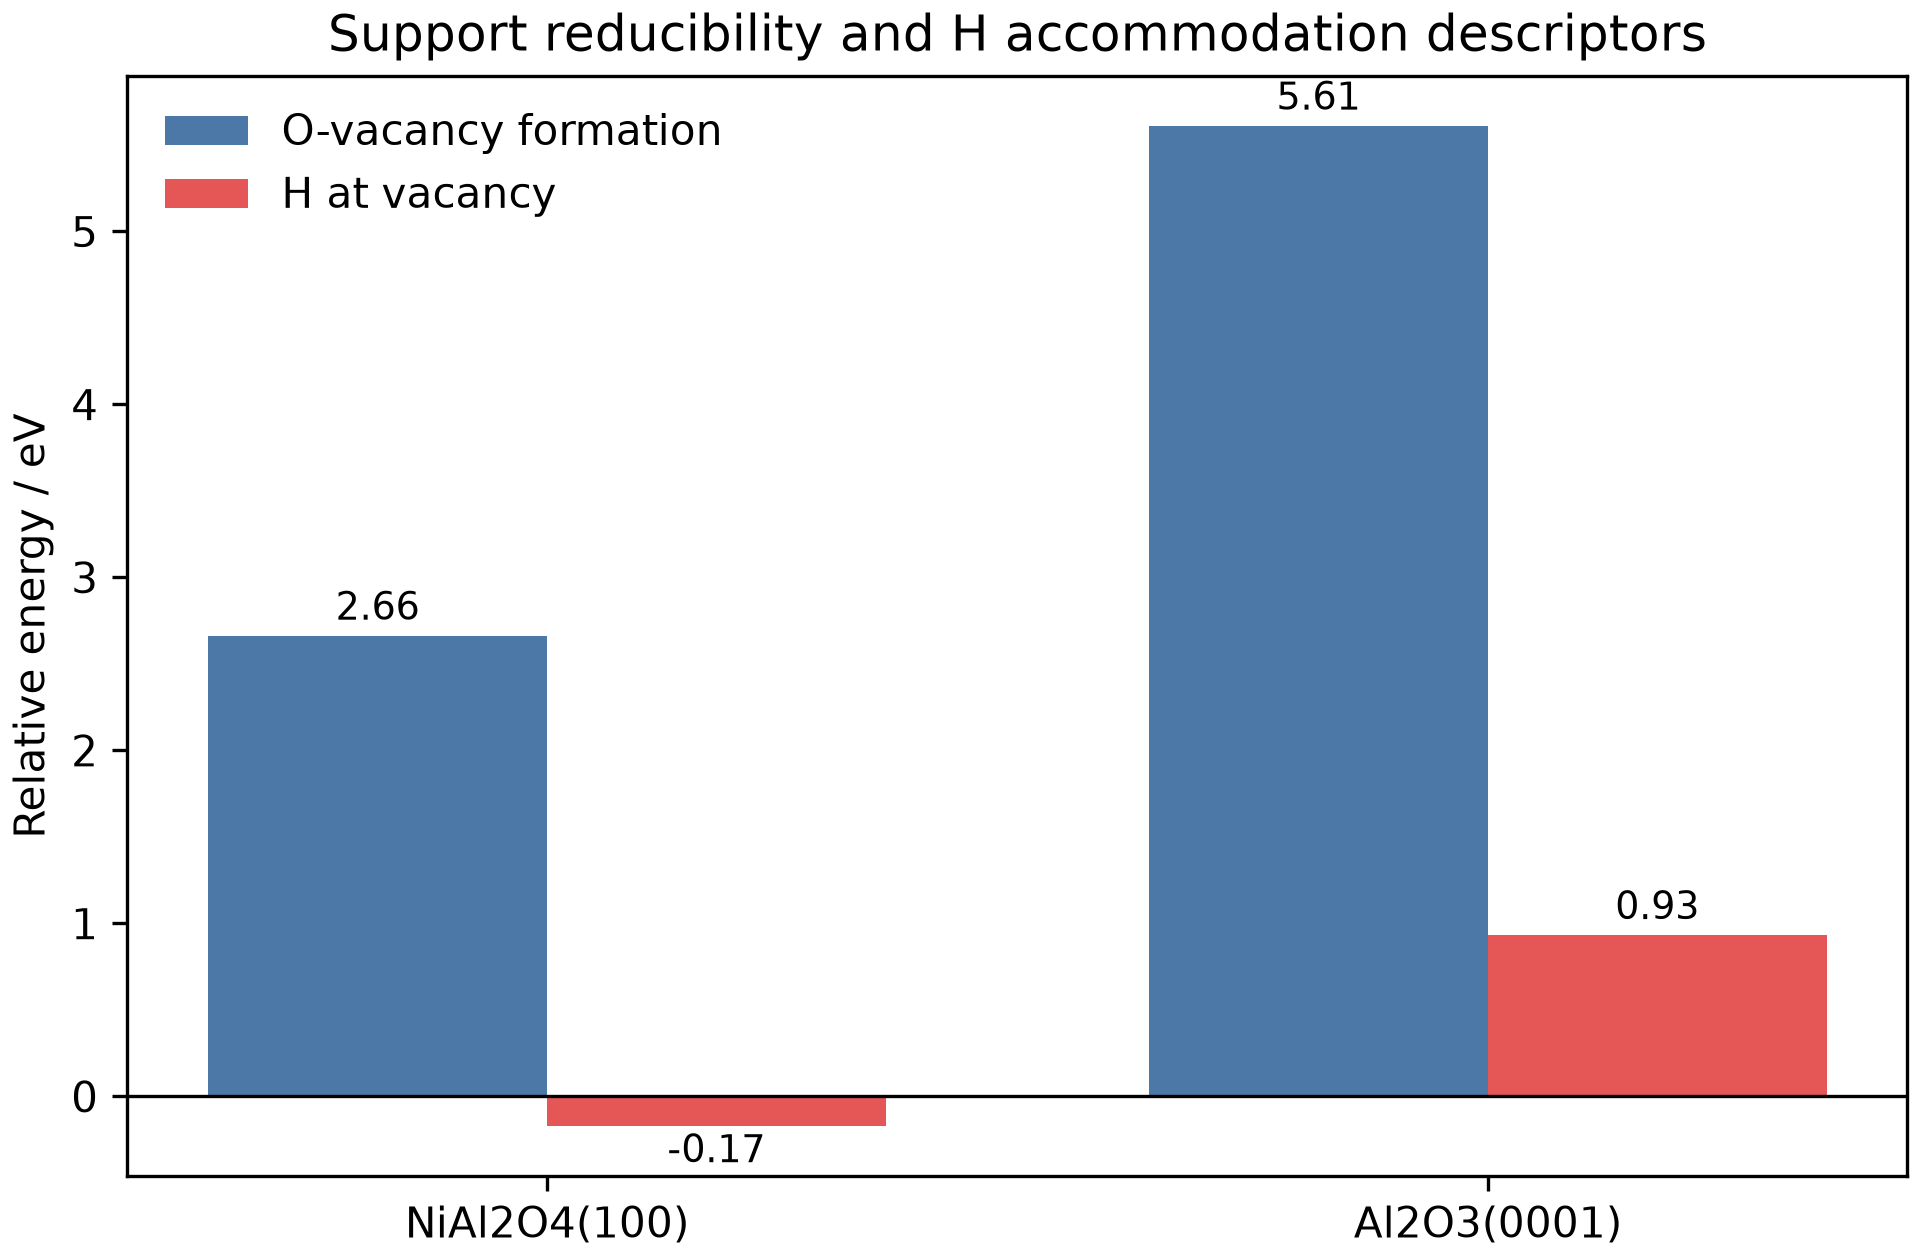 Support reducibility and H accommodation descriptors
O-vacancy formation
H at vacancy
Relative energy / eV
5
4
3
2
1
0
2.66
-0.17
5.61
0.93
NiAl2O4(100)
Al2O3(0001)